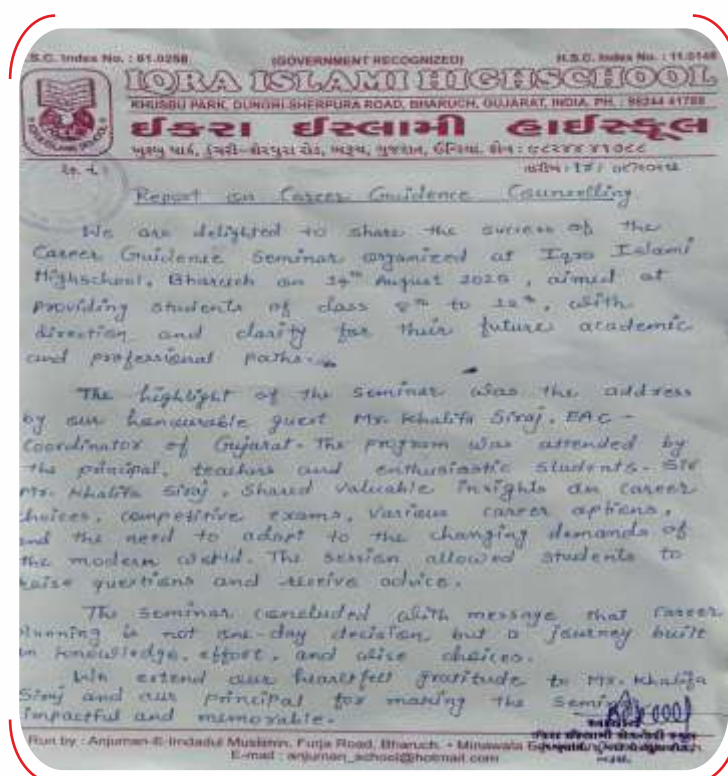 S.S.C. Index No. : 61.0258 (GOVERNMENT RECOGNIZED) H.S.C. Index No. : 11.0148
IQRA ISLAMI HIGHSCHOOL
KHUSBU PARK, DUNGRI-SHERPURA ROAD, BHARUCH, GUJARAT, INDIA. PH. : 98244 41788
ઈકરા ઈસ્લામી હાઈસ્કૂલ
ખુશ્બુ પાર્ક, ડુંગરી-શેરપુરા રોડ, ભરૂચ, ગુજરાત, ઈન્ડિયા. ફોન :
તારીખ :
Report on Career Guidence Councelling
We are delighted to share the success of the
Career Guidence Seminar organized at Iqra Islami
Highschool, Bharuch on 14th August 2025, aimed at
providing students of class 8th to 12th, with
direction and clarity for their future academic
and professional paths.
The highlight of the seminar was the address
by our honourable guest Mr. Khalifa Siraj, EAC -
Coordinator of Gujarat. The program was attended by
the principal, teachers and enthusiastic students. Sir
Mr. Khalifa Siraj, shared valuable insights on career
choices, competitive exams, various career options,
and the need to adapt to the changing demands of
the modern world. The session allowed students to
raise questions and receive advice.
The seminar concluded with message that career
planning is not one-day decision, but a journey built
on knowledge, effort, and wise choices.
We extend our heartfelt gratitude to Mr. Khalifa
Siraj and our principal for making the Seminar
impactful and memorable.
Run by : Anjuman-E-Imdadul Muslemin, Furja Road, Bharuch. • Minawala
E-mail : anjuman_school@hotmail.com